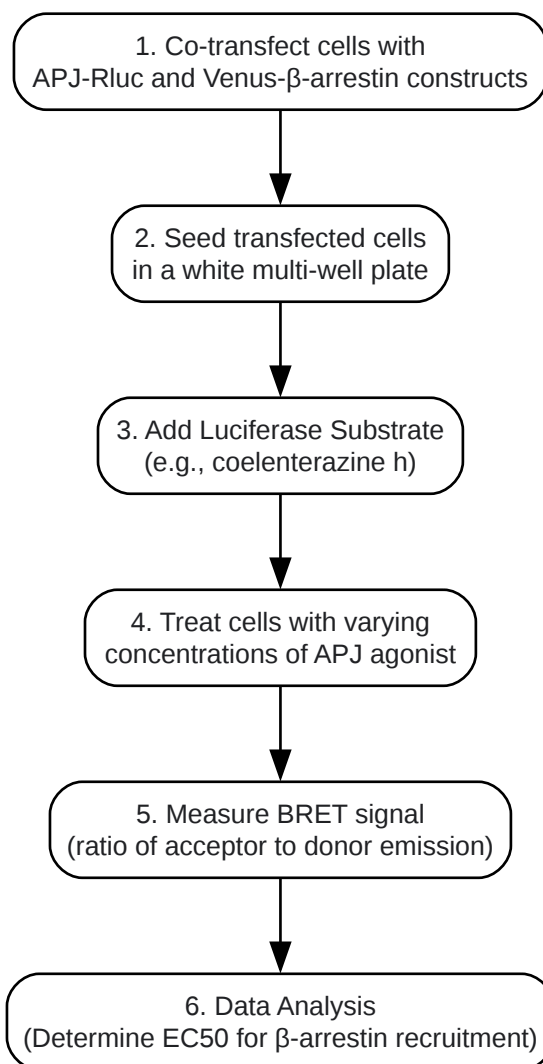 1. Co-transfect cells with
APJ-Rluc and Venus-β-arrestin constructs
2. Seed transfected cells
in a white multi-well plate
3. Add Luciferase Substrate
(e.g., coelenterazine h)
4. Treat cells with varying
concentrations of APJ agonist
5. Measure BRET signal
(ratio of acceptor to donor emission)
6. Data Analysis
(Determine EC50 for β-arrestin recruitment)